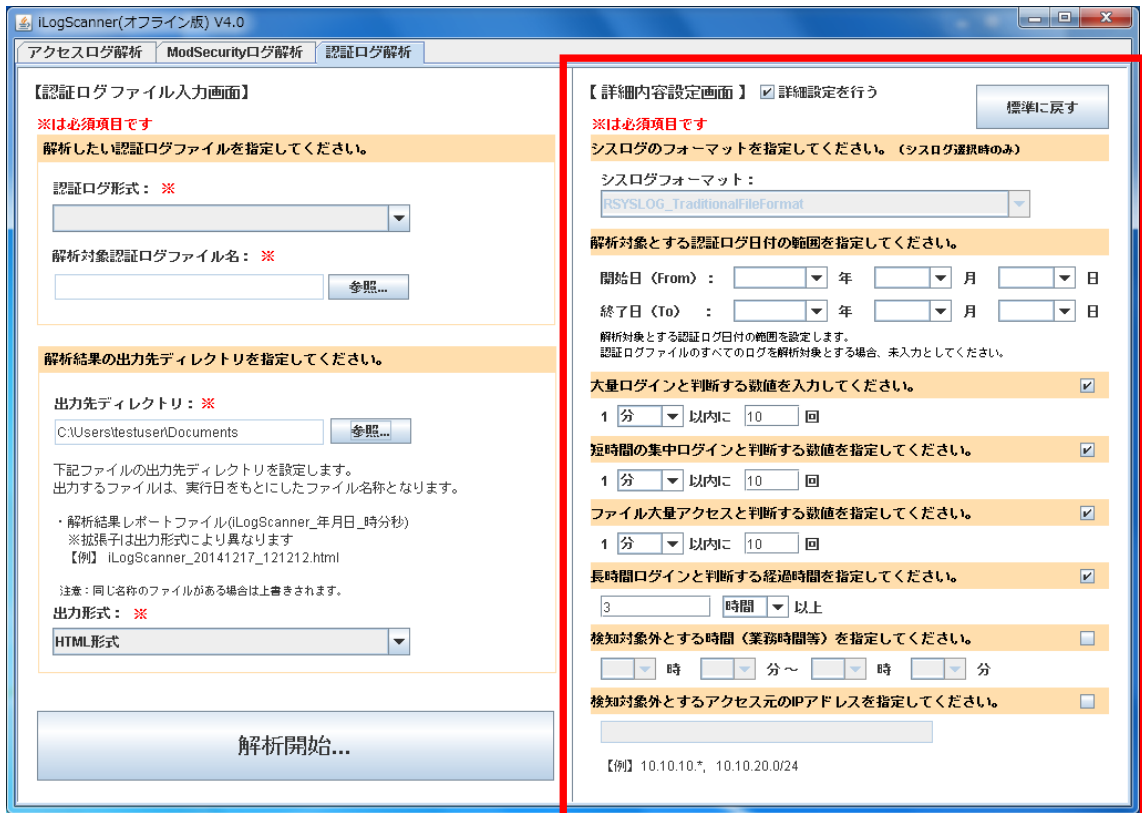 iLogScanner(オフライン版) V4.0
アクセスログ解析 ModSecurityログ解析 認証ログ解析
【認証ログファイル入力画面】
※は必須項目です
解析したい認証ログファイルを指定してください。
認証ログ形式： ※
解析対象認証ログファイル名： ※
参照...
解析結果の出力先ディレクトリを指定してください。
出力先ディレクトリ： ※
C:\Users\testuser\Documents 参照...
下記ファイルの出力先ディレクトリを設定します。
出力するファイルは、実行日をもとにしたファイル名称となります。
・解析結果レポートファイル(iLogScanner_年月日_時分秒)
※拡張子は出力形式により異なります
【例】 iLogScanner_20141217_121212.html
注意：同じ名称のファイルがある場合は上書きされます。
出力形式： ※
HTML形式
解析開始...
【 詳細内容設定画面 】 詳細設定を行う
標準に戻す
※は必須項目です
シスログのフォーマットを指定してください。（シスログ選択時のみ）
シスログフォーマット：
RSYSLOG_TraditionalFileFormat
解析対象とする認証ログ日付の範囲を指定してください。
開始日（From）： 年 月 日
終了日（To） ： 年 月 日
解析対象とする認証ログ日付の範囲を設定します。
認証ログファイルのすべてのログを解析対象とする場合、未入力としてください。
大量ログインと判断する数値を入力してください。
1 分 以内に 10 回
短時間の集中ログインと判断する数値を指定してください。
1 分 以内に 10 回
ファイル大量アクセスと判断する数値を指定してください。
1 分 以内に 10 回
長時間ログインと判断する経過時間を指定してください。
3 時間 以上
検知対象外とする時間（業務時間等）を指定してください。
時 分～ 時 分
検知対象外とするアクセス元のIPアドレスを指定してください。
【例】10.10.10.*, 10.10.20.0/24